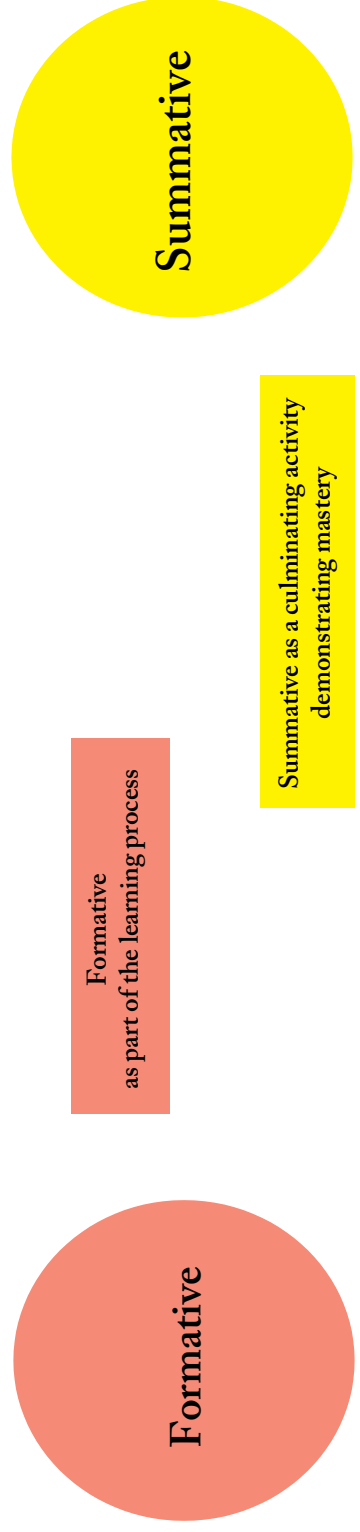 Formative
Formative
as part of the learning process
Summative as a culminating activity
demonstrating mastery
Summative